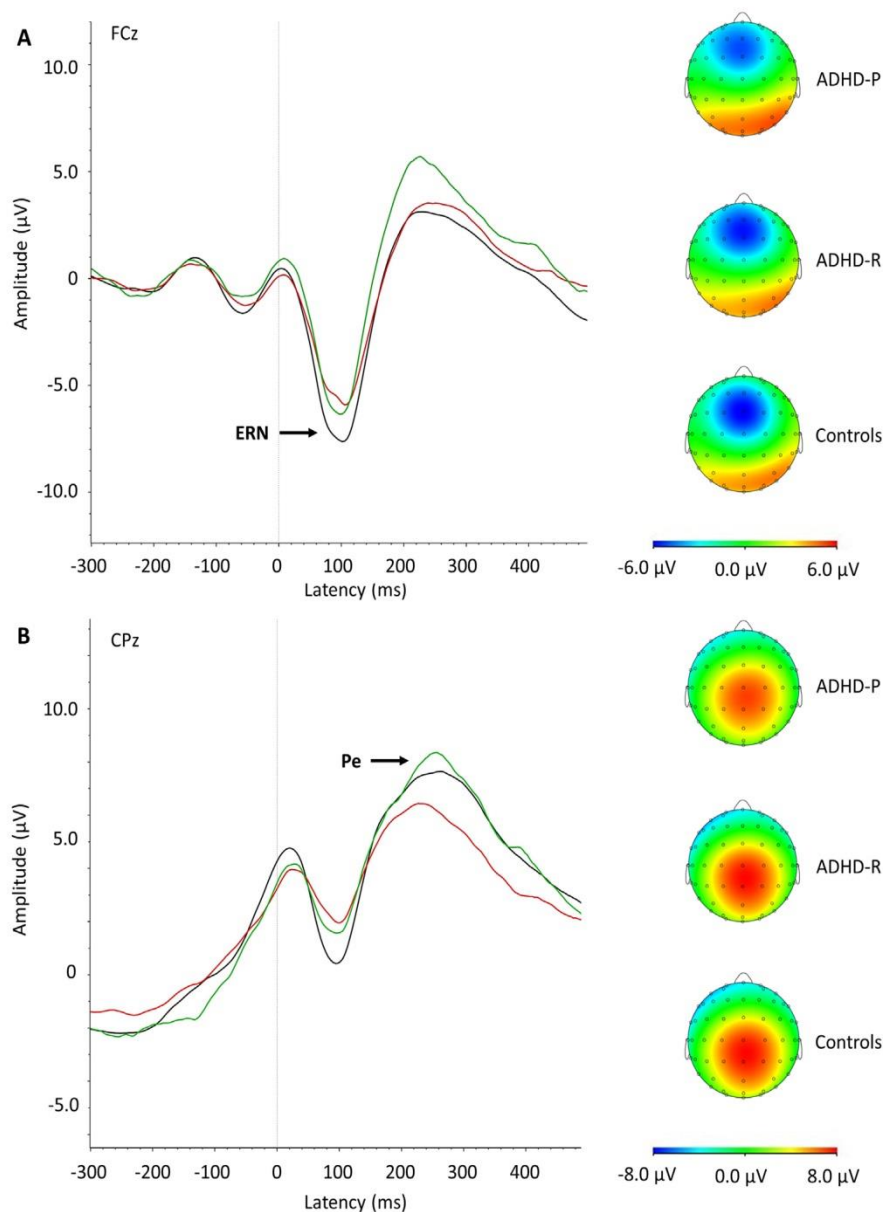 A
FCz
10.0
5.0
0
-5.0
-10.0
Amplitude (µV)
ERN
-300 -200 -100 0 100 200 300 400
Latency (ms)
ADHD-P
ADHD-R
Controls
-6.0 µV 0.0 µV 6.0 µV
B
CPz
10.0
5.0
0
-5.0
Amplitude (µV)
Pe
-300 -200 -100 0 100 200 300 400
Latency (ms)
ADHD-P
ADHD-R
Controls
-8.0 µV 0.0 µV 8.0 µV